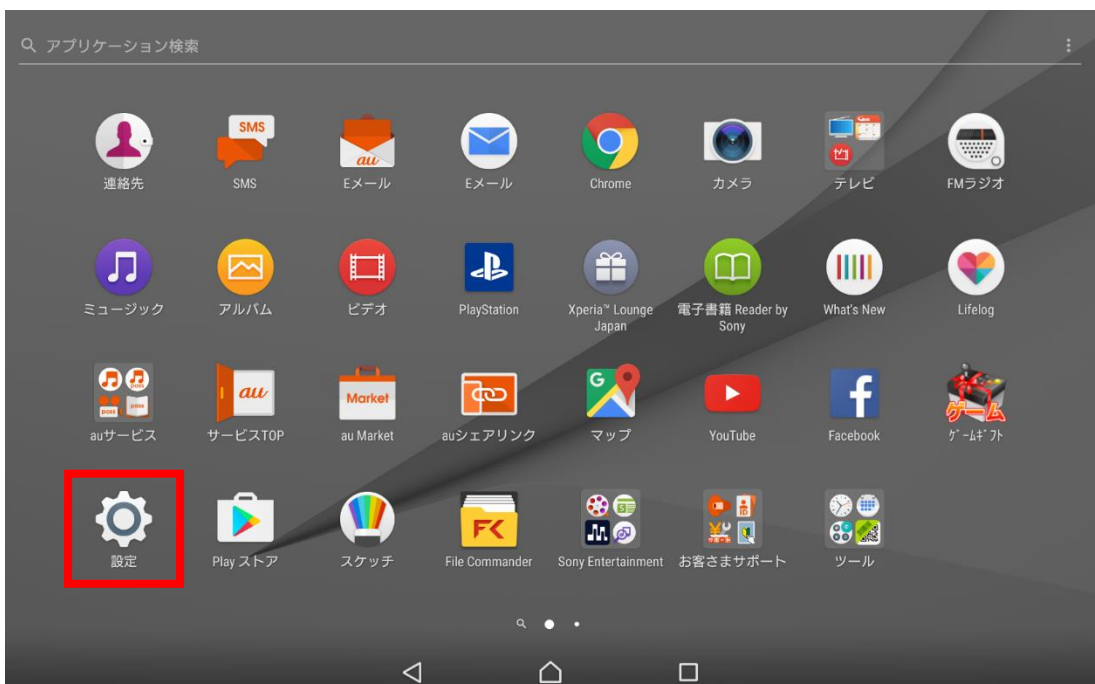 アプリケーション検索
SMS
au
連絡先
SMS
Eメール
Eメール
Chrome
カメラ
テレビ
FMラジオ
ミュージック
アルバム
ビデオ
PlayStation
Xperia™ Lounge
Japan
電子書籍 Reader by
Sony
What's New
Lifelog
pass
pass
pass
pass
au
Market
G
ゲーム
auサービス
サービスTOP
au Market
auシェアリンク
マップ
YouTube
Facebook
ゲームギフト
設定
Play ストア
スケッチ
File Commander
Sony Entertainment
お客さまサポート
ツール